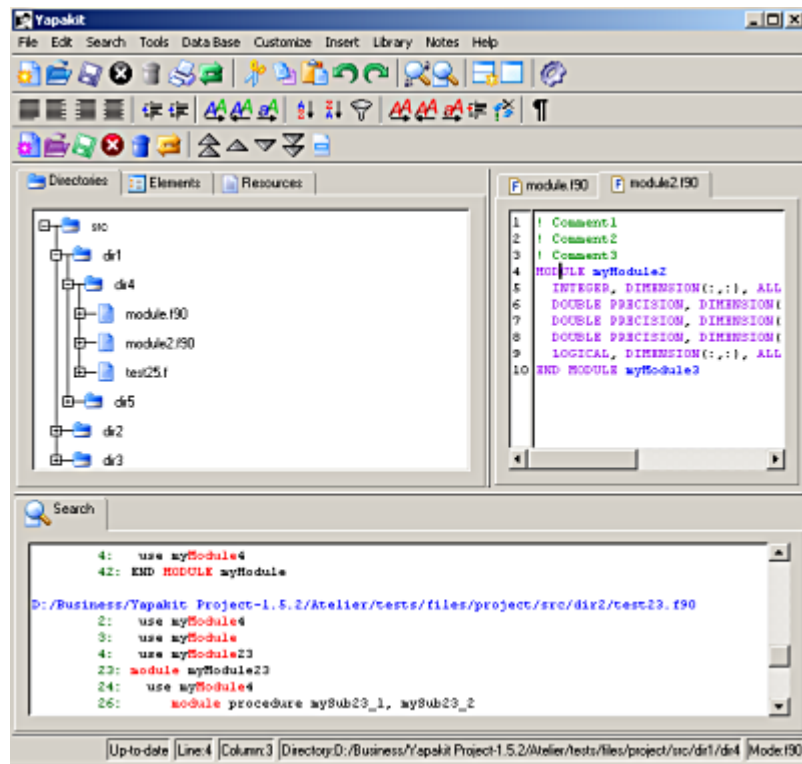 Yapakit
File Edit Search Tools Data Base Customize Insert Library Notes Help
Directories Elements Resources
src
dir1
dir4
module.f90
module2.f90
test25.f
dir5
dir2
dir3
module.f90 module2.f90
1 ! Comment1
2 ! Comment2
3 ! Comment3
4 MODULE myModule2
5 INTEGER, DIMENSION(:,:), ALL
6 DOUBLE PRECISION, DIMENSION(
7 DOUBLE PRECISION, DIMENSION(
8 DOUBLE PRECISION, DIMENSION(
9 LOGICAL, DIMENSION(:,:), ALL
10 END MODULE myModule3
Search
4: use myModule4
42: END MODULE myModule
D:/Business/Yapakit Project-1.5.2/Atelier/tests/files/project/src/dir2/test23.f90
2: use myModule4
3: use myModule
4: use myModule23
23: module myModule23
24: use myModule4
26: module procedure mySub23_1, mySub23_2
Up-to-date Line:4 Column:3 Directory:D:/Business/Yapakit Project-1.5.2/Atelier/tests/files/project/src/dir1/dir4 Mode:f90